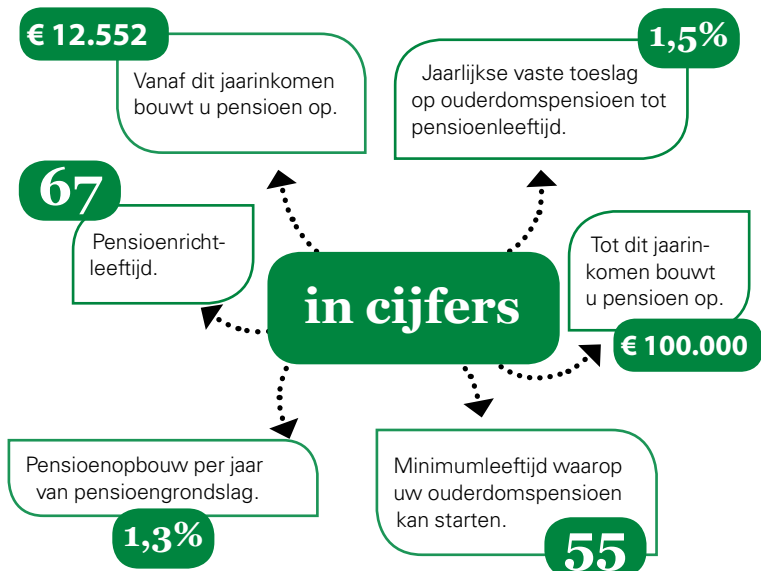 € 12.552
Vanaf dit jaarinkomen
bouwt u pensioen op.
1,5%
Jaarlijkse vaste toeslag
op ouderdomspensioen tot
pensioenleeftijd.
67
Pensioenricht-
leeftijd.
in cijfers
Tot dit jaarin-
komen bouwt
u pensioen op.
€ 100.000
Pensioenopbouw per jaar
van pensioengrondslag.
1,3%
Minimumleeftijd waarop
uw ouderdomspensioen
kan starten.
55